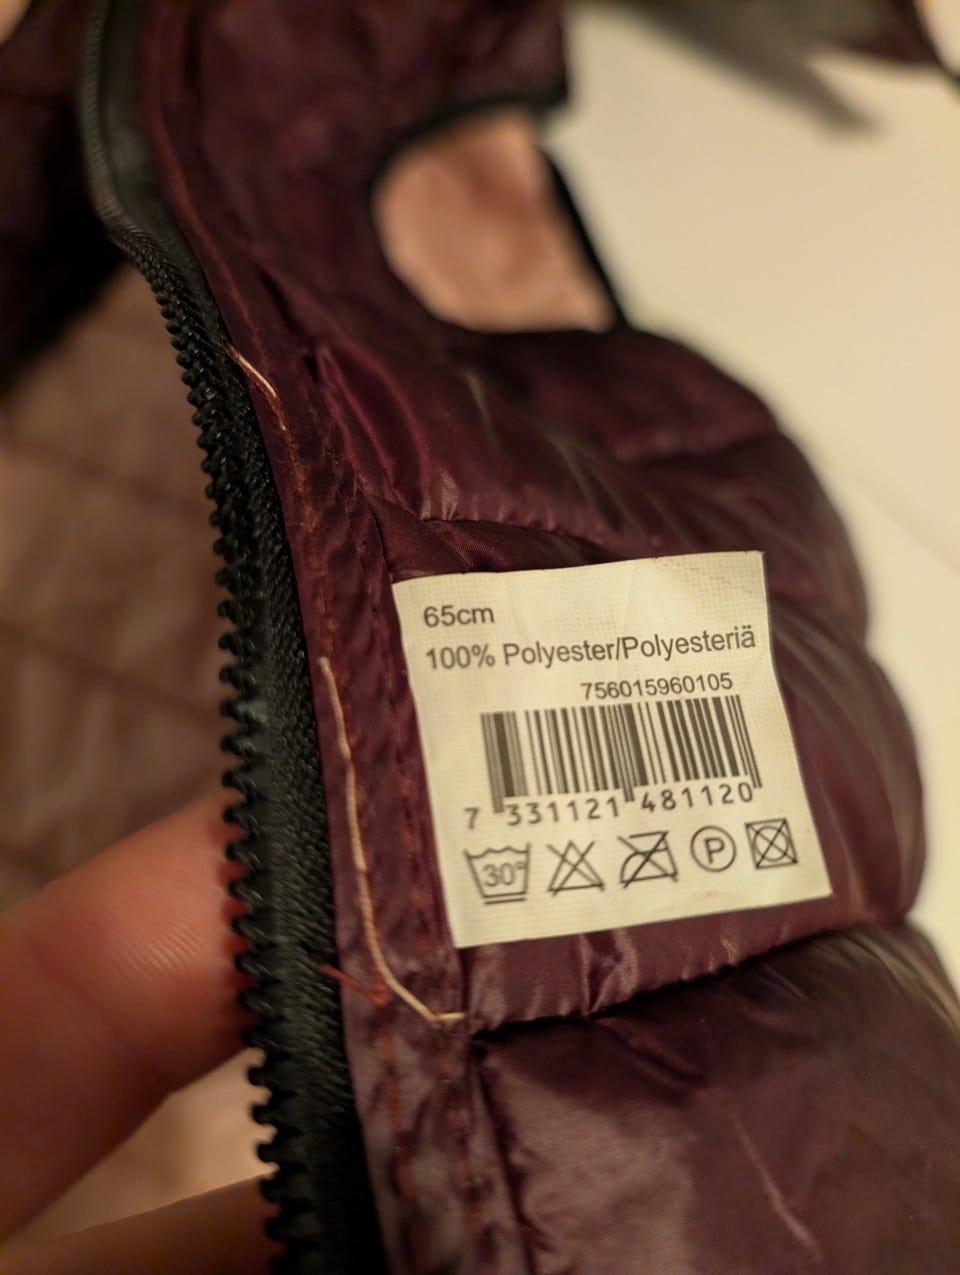 65cm
100% Polyester/Polyesteriä
756015960105
7 331121 481120
30°
P